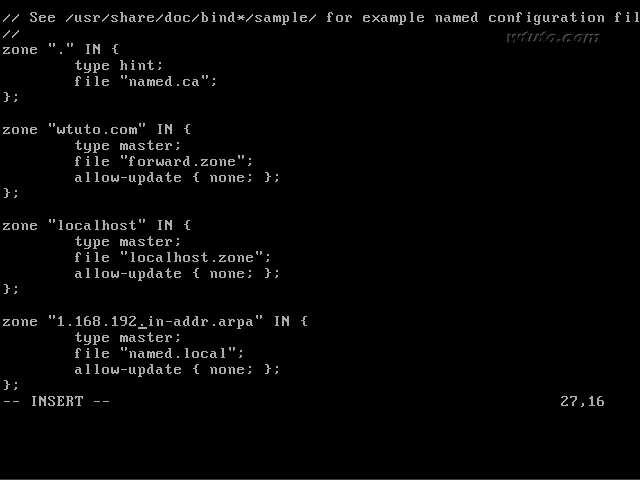 // See /usr/share/doc/bind*/sample/ for example named configuration fil
//
wtuto.com
zone "." IN {
        type hint;
        file "named.ca";
};

zone "wtuto.com" IN {
        type master;
        file "forward.zone";
        allow-update { none; };
};

zone "localhost" IN {
        type master;
        file "localhost.zone";
        allow-update { none; };
};

zone "1.168.192.in-addr.arpa" IN {
        type master;
        file "named.local";
        allow-update { none; };
};
-- INSERT --                                                  27,16